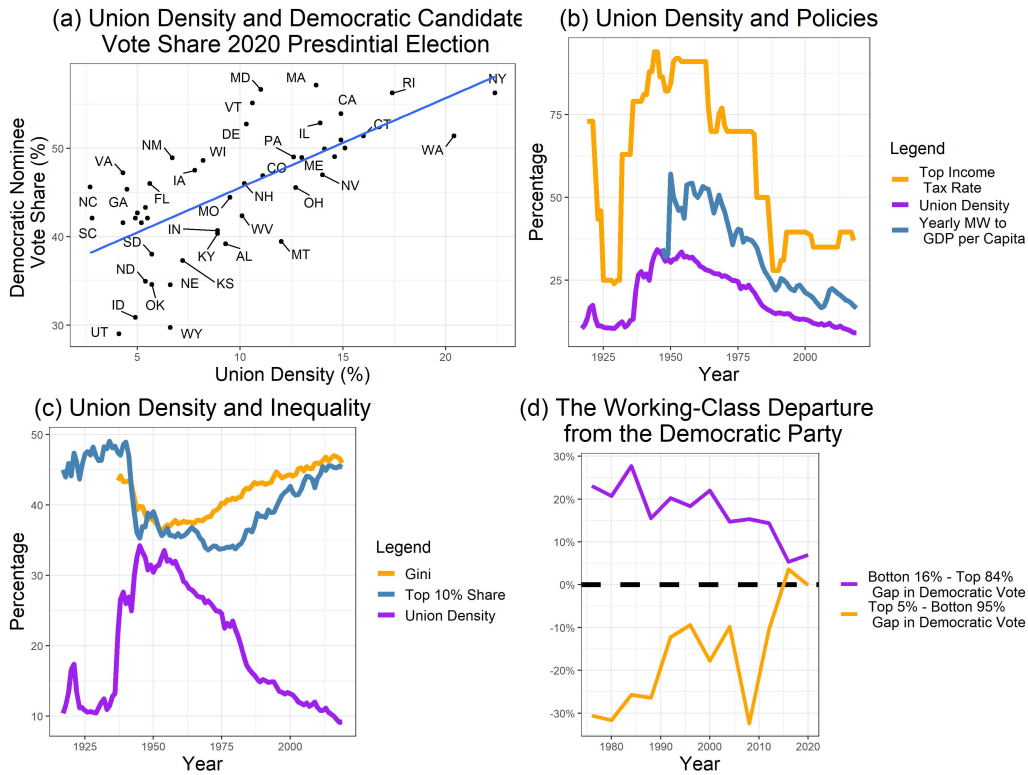 (a) Union Density and Democratic Candidate
Vote Share 2020 Presdintial Election
Democratic Nominee
Vote Share (%)
50
40
30
MD
MA
RI
NY
VT
CA
DE
IL
CT
PA
WA
NM
WI
VA
ME
CO
IA
NV
NC
GA
FL
NH
OH
MO
SC
IN
WV
SD
KY
AL
MT
ND
KS
OK
NE
ID
UT
WY
5
10
15
20
Union Density (%)
(b) Union Density and Policies
Percentage
75
50
25
1925
1950
1975
2000
Year
Legend
Top Income
Tax Rate
Union Density
Yearly MW to
GDP per Capita
(c) Union Density and Inequality
Percentage
50
40
30
20
10
1925
1950
1975
2000
Year
Legend
Gini
Top 10% Share
Union Density
(d) The Working-Class Departure
from the Democratic Party
30%
20%
10%
0%
-10%
-20%
-30%
1980
1990
2000
2010
2020
Year
Botton 16% - Top 84%
Gap in Democratic Vote
Top 5% - Botton 95%
Gap in Democratic Vote